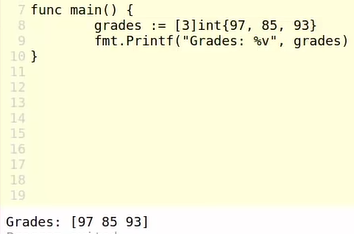 7 func main() {
8 grades := [3]int{97, 85, 93}
9 fmt.Printf("Grades: %v", grades)
10 }
11
12
13
14
15
16
17
18
19
Grades: [97 85 93]